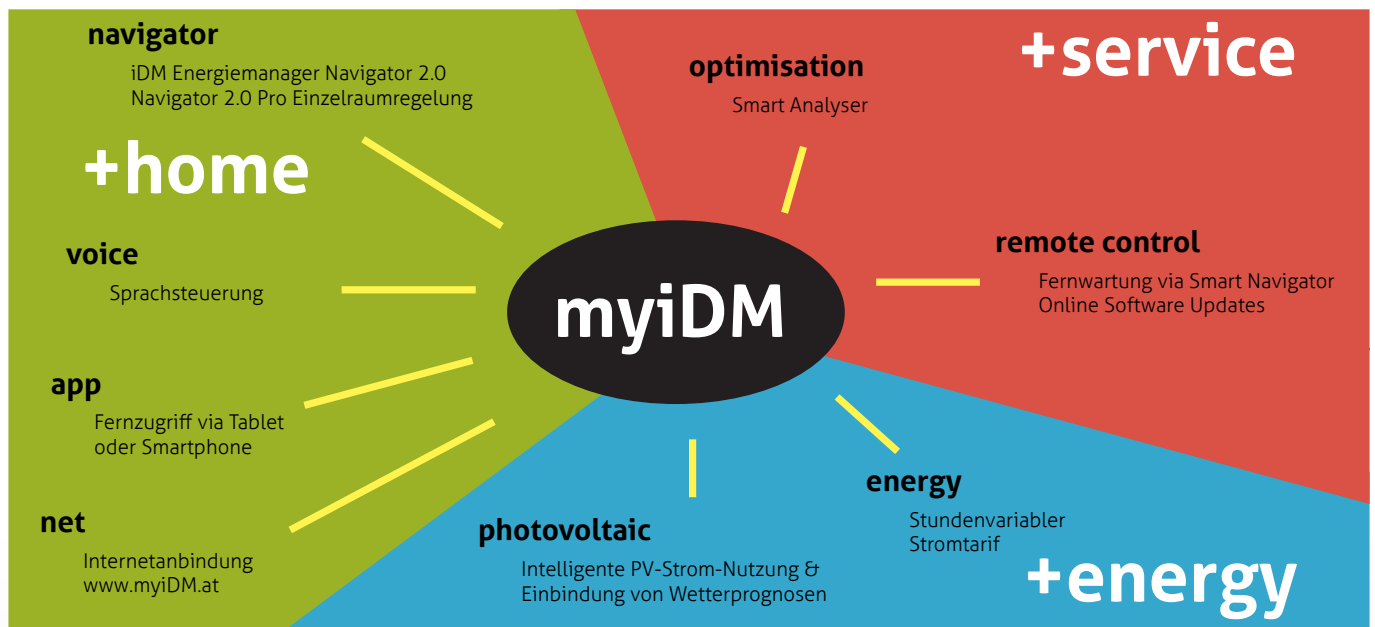 navigator
iDM Energiemanager Navigator 2.0
Navigator 2.0 Pro Einzelraumregelung
+home
voice
Sprachsteuerung
app
Fernzugriff via Tablet
oder Smartphone
net
Internetanbindung
www.myiDM.at
myiDM
optimisation
Smart Analyser
+service
remote control
Fernwartung via Smart Navigator
Online Software Updates
photovoltaic
Intelligente PV-Strom-Nutzung &
Einbindung von Wetterprognosen
energy
Stundenvariabler
Stromtarif
+energy